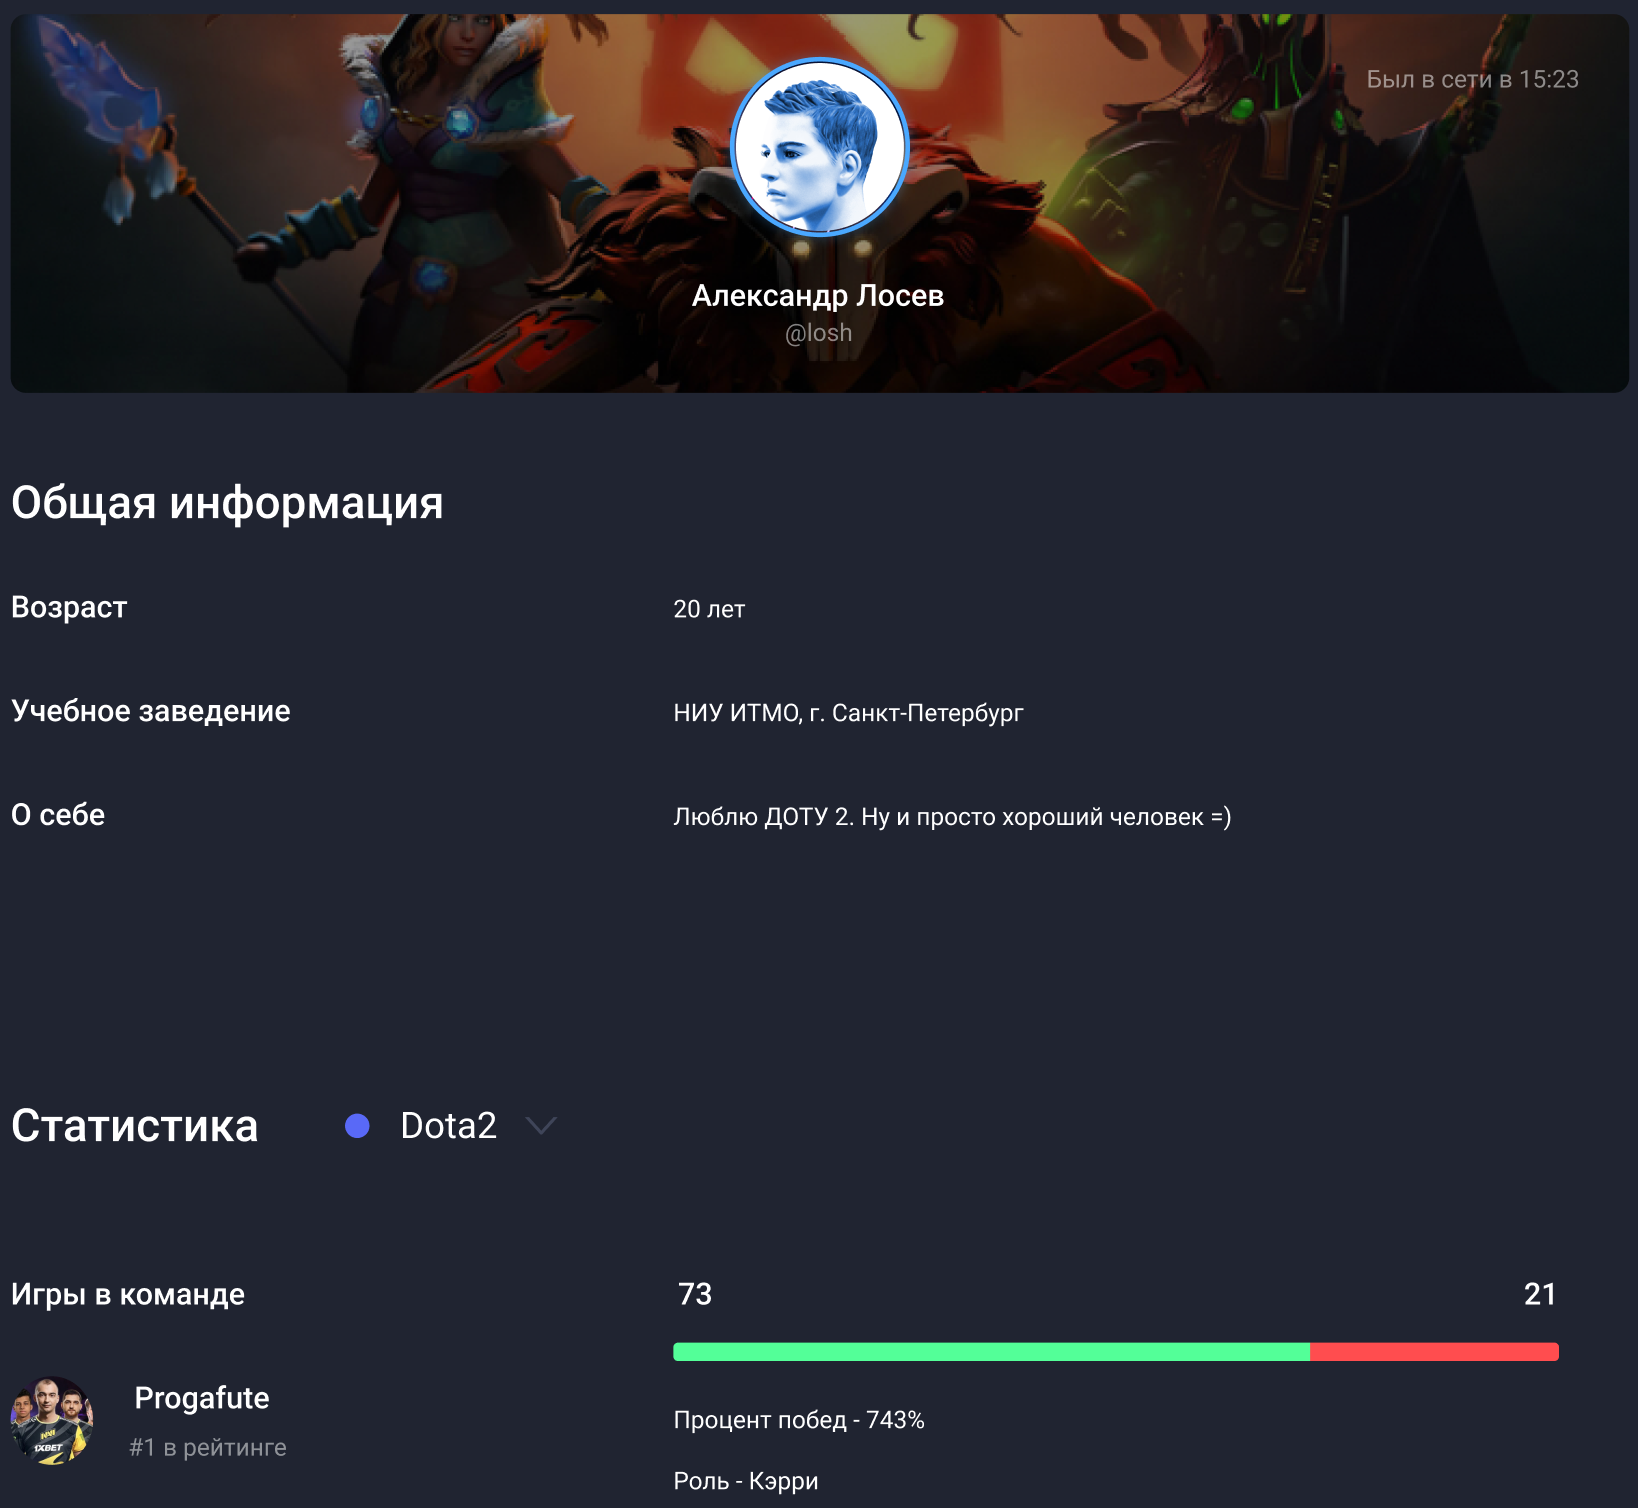 Был в сети в 15:23
Александр Лосев
@losh
Общая информация
Возраст
20 лет
Учебное заведение
НИУ ИТМО, г. Санкт-Петербург
О себе
Люблю ДОТУ 2. Ну и просто хороший человек =)
Статистика
Dota2
Игры в команде
73
21
Progafute
#1 в рейтинге
1XBET
Процент побед - 743%
Роль - Кэрри